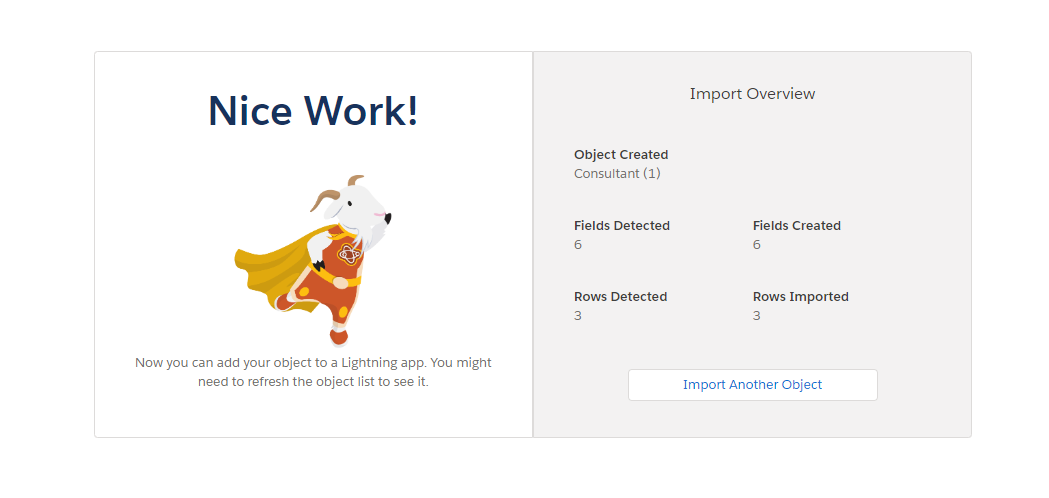 Nice Work!
Now you can add your object to a Lightning app. You might
need to refresh the object list to see it.
Import Overview
Object Created
Consultant (1)
Fields Detected
6
Fields Created
6
Rows Detected
3
Rows Imported
3
Import Another Object